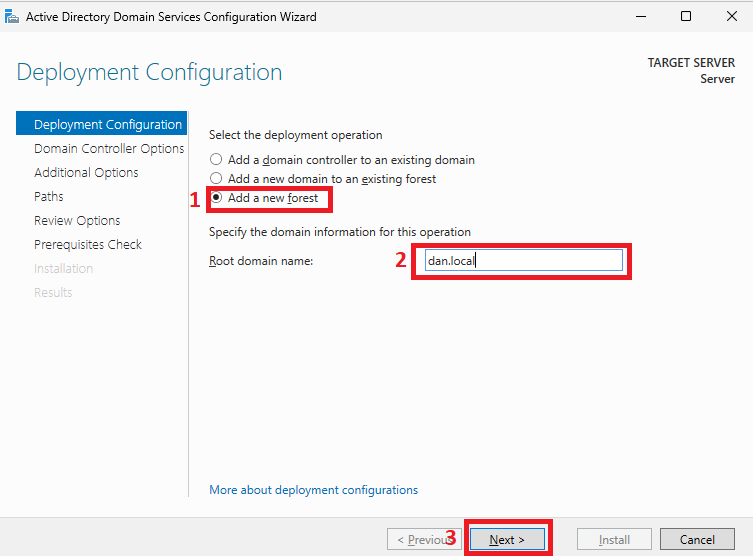 Active Directory Domain Services Configuration Wizard
Deployment Configuration
TARGET SERVER
Server
Deployment Configuration
Domain Controller Options
Additional Options
Paths
Review Options
Prerequisites Check
Installation
Results
Select the deployment operation
Add a domain controller to an existing domain
Add a new domain to an existing forest
1 Add a new forest
Specify the domain information for this operation
Root domain name: 2 dan.local
More about deployment configurations
< Previous 3 Next > Install Cancel